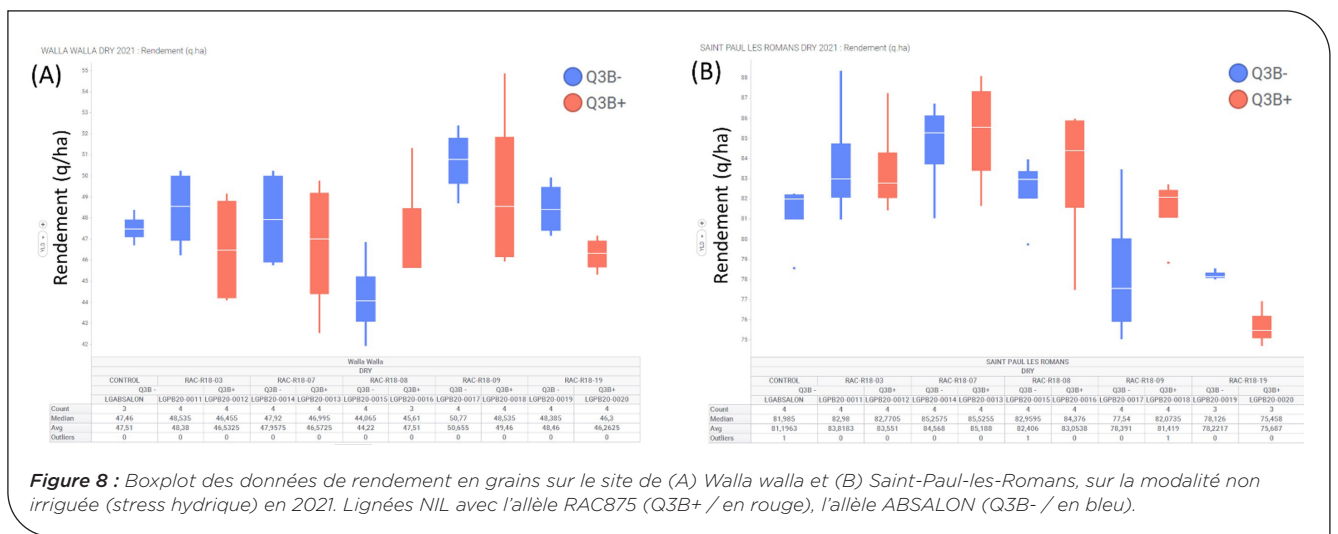 WALLA WALLA DRY 2021 : Rendement (q.ha)
(A)
Q3B-
Q3B+
Rendement (q/ha)
YLD
55
54
53
52
51
50
49
48
47
46
45
44
43
42
Walla Walla
DRY
CONTROL RAC-R18-03 RAC-R18-07 RAC-R18-08 RAC-R18-09 RAC-R18-19
Q3B - Q3B - Q3B+ Q3B - Q3B+ Q3B - Q3B+ Q3B - Q3B+ Q3B - Q3B+
LGABSALON LGPB20-0011 LGPB20-0012 LGPB20-0014 LGPB20-0013 LGPB20-0015 LGPB20-0016 LGPB20-0017 LGPB20-0018 LGPB20-0019 LGPB20-0020
Count 3 4 4 4 4 4 3 4 4 4 4
Median 47,46 48,535 46,455 47,92 46,995 44,065 45,61 50,77 48,535 48,385 46,3
Avg 47,51 48,38 46,5325 47,9575 46,5725 44,22 47,51 50,655 49,46 48,46 46,2625
Outliers 0 0 0 0 0 0 0 0 0 0 0
SAINT PAUL LES ROMANS DRY 2021 : Rendement (q.ha)
(B)
Q3B-
Q3B+
Rendement (q/ha)
YLD
88
87
86
85
84
83
82
81
80
79
78
77
76
75
SAINT PAUL LES ROMANS
DRY
CONTROL RAC-R18-03 RAC-R18-07 RAC-R18-08 RAC-R18-09 RAC-R18-19
Q3B - Q3B - Q3B+ Q3B - Q3B+ Q3B - Q3B+ Q3B - Q3B+ Q3B - Q3B+
LGABSALON LGPB20-0011 LGPB20-0012 LGPB20-0014 LGPB20-0013 LGPB20-0015 LGPB20-0016 LGPB20-0017 LGPB20-0018 LGPB20-0019 LGPB20-0020
Count 4 4 4 4 4 4 4 4 4 3 3
Median 81,985 82,98 82,7705 85,2575 85,5255 82,9595 84,376 77,54 82,0735 78,126 75,458
Avg 81,1963 83,8183 83,551 84,568 85,188 82,406 83,0538 78,391 81,419 78,2217 75,687
Outliers 1 0 0 0 0 1 0 0 1 0 0
Figure 8 : Boxplot des données de rendement en grains sur le site de (A) Walla walla et (B) Saint-Paul-les-Romans, sur la modalité non
irriguée (stress hydrique) en 2021. Lignées NIL avec l'allèle RAC875 (Q3B+ / en rouge), l'allèle ABSALON (Q3B- / en bleu).